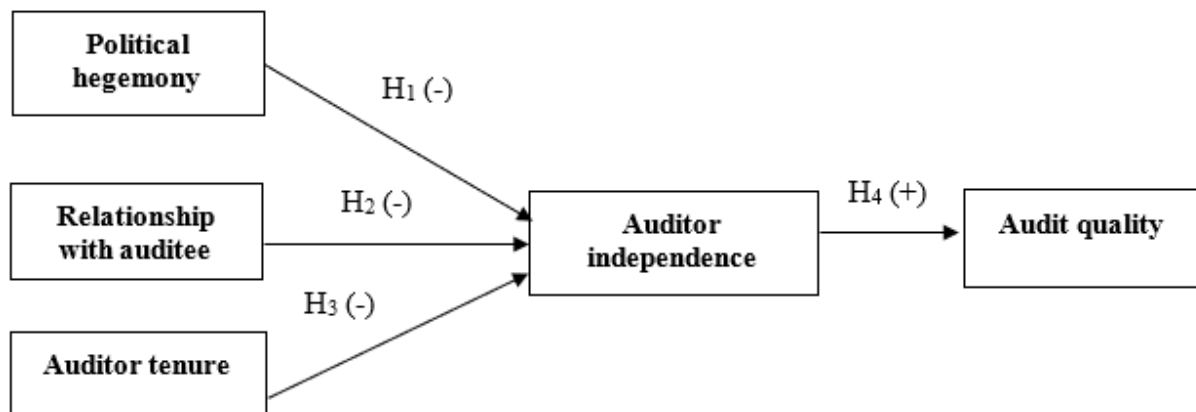 Political
hegemony
H₁ (-)
Relationship
with auditee
H₂ (-)
Auditor
independence
H₄ (+)
Audit quality
H₃ (-)
Auditor tenure